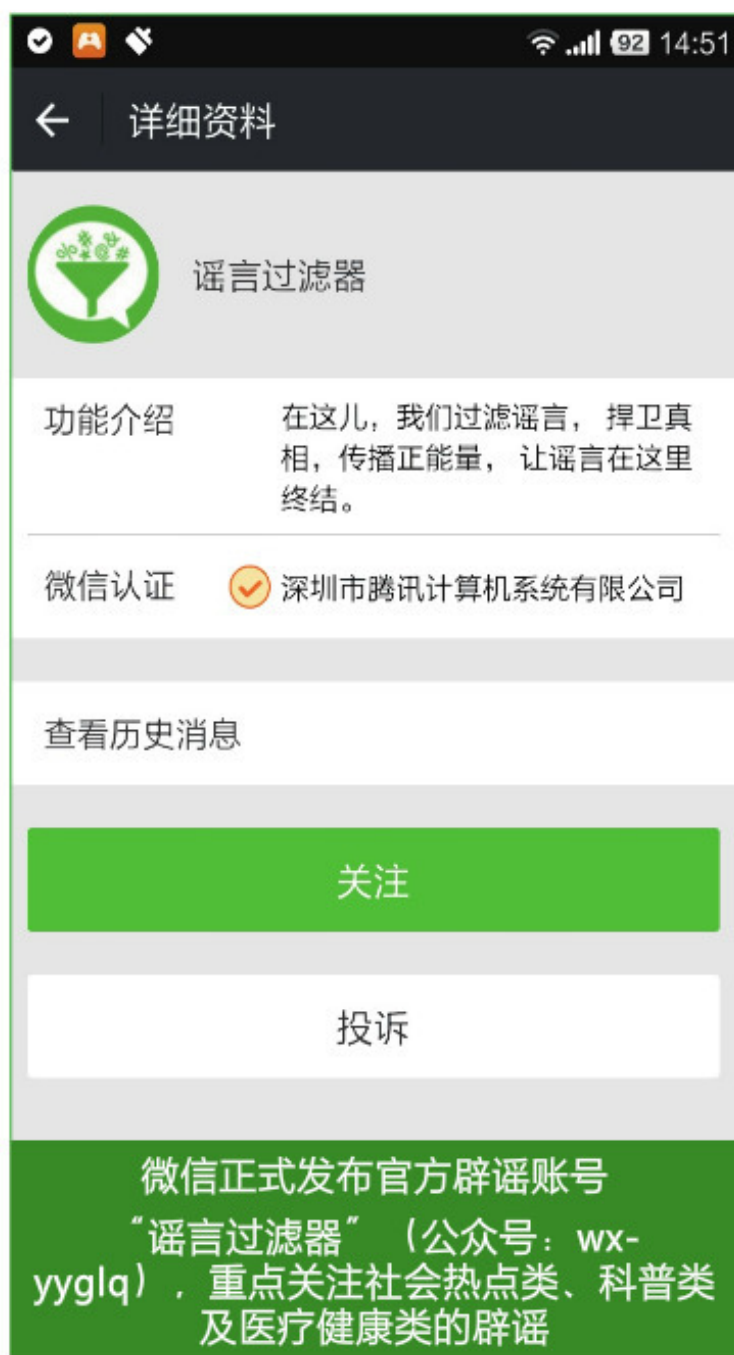 92 14:51
详细资料
谣言过滤器
功能介绍
在这儿，我们过滤谣言， 捍卫真
相，传播正能量， 让谣言在这里
终结。
微信认证 深圳市腾讯计算机系统有限公司
查看历史消息
关注
投诉
微信正式发布官方辟谣账号
“谣言过滤器”（公众号：wx-
yyglq），重点关注社会热点类、科普类
及医疗健康类的辟谣